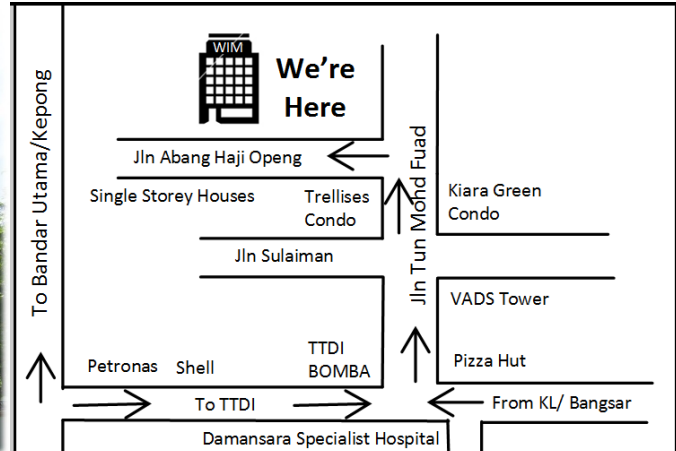 WIM
We're
Here
To Bandar Utama/Kepong
Jln Abang Haji Openg
Jln Tun Mohd Fuad
Single Storey Houses
Trellises
Condo
Kiara Green
Condo
Jln Sulaiman
VADS Tower
TTDI
BOMBA
Petronas
Shell
Pizza Hut
To TTDI
From KL/ Bangsar
Damansara Specialist Hospital